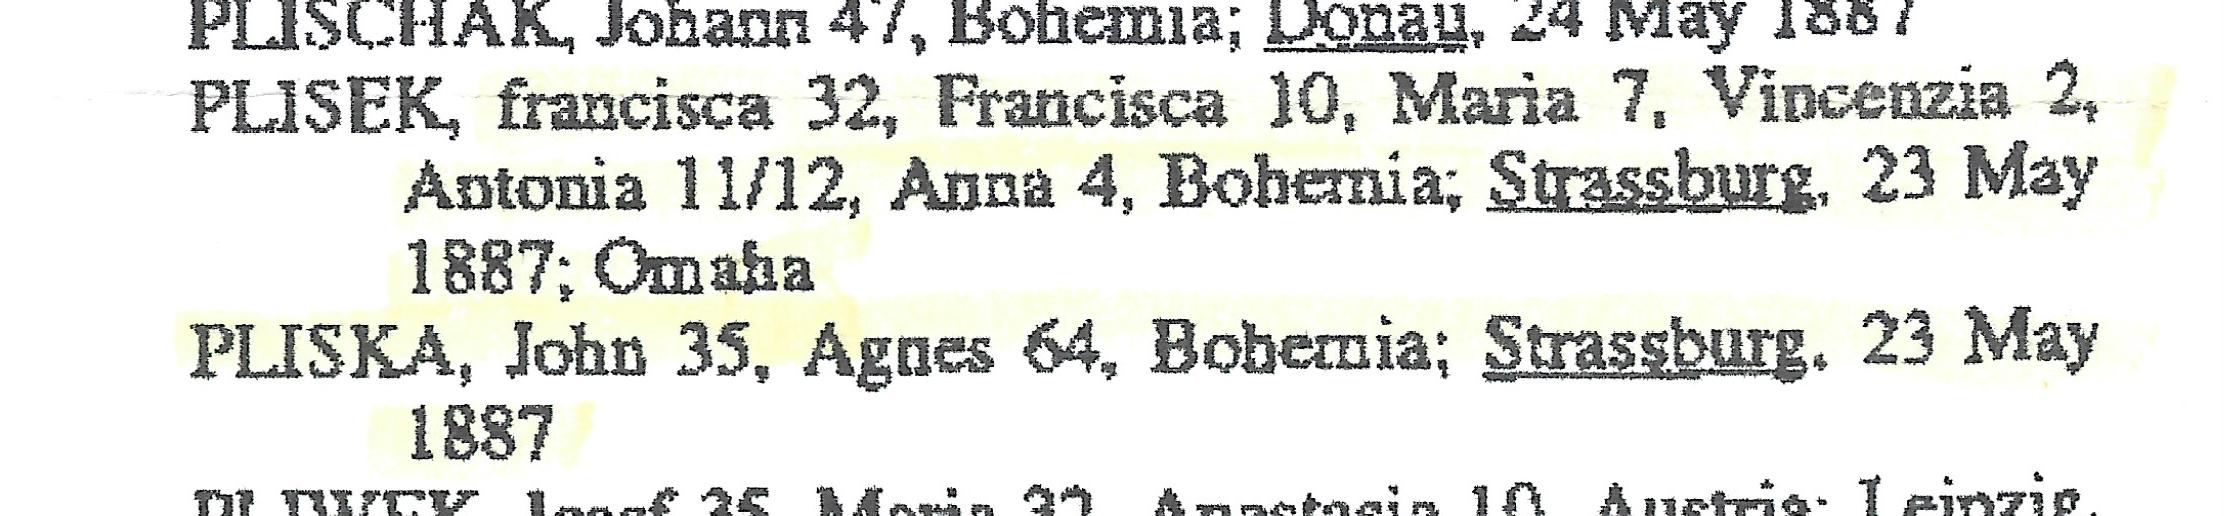 PLISCHAK, Johann 47, Bohemia; Donau, 24 May 1887
PLISEK, francisca 32, Francisca 10, Maria 7, Vincenzia 2,
Antonia 11/12, Anna 4, Bohemia; Strassburg, 23 May
1887; Omaha
PLISKA, John 35, Agnes 64, Bohemia; Strassburg, 23 May
1887
Josef 35, Maria 32, Anastasia 10, Austria; Leipzig,